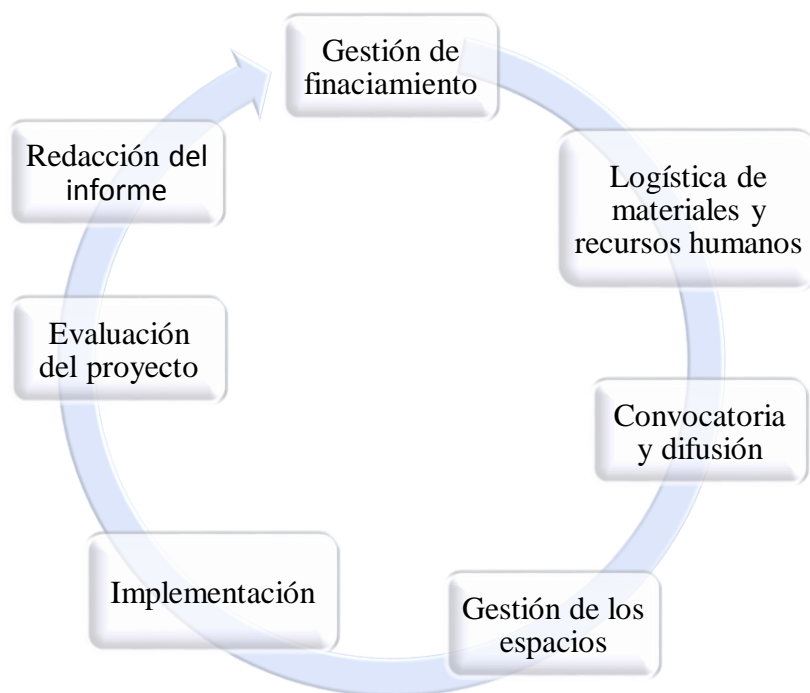 Gestión de
finaciamiento
Logística de
materiales y
recursos humanos
Convocatoria
y difusión
Gestión de los
espacios
Implementación
Evaluación
del proyecto
Redacción del
informe